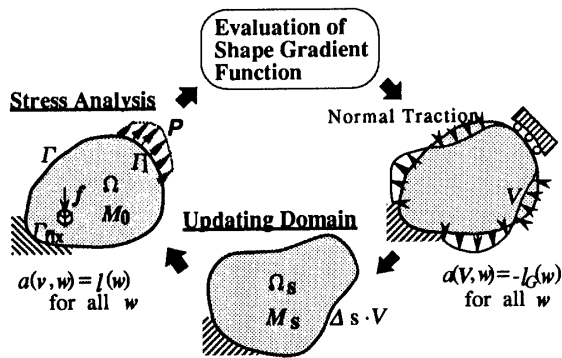 Evaluation of
Shape Gradient
Function
Stress Analysis
P
Normal Traction
Γ
Γ1
Ω
f
M0
Γfix
V
Updating Domain
a(v,w) = l(w)
for all w
Ωs
Ms
Δs·V
a(V,w) = -lG(w)
for all w